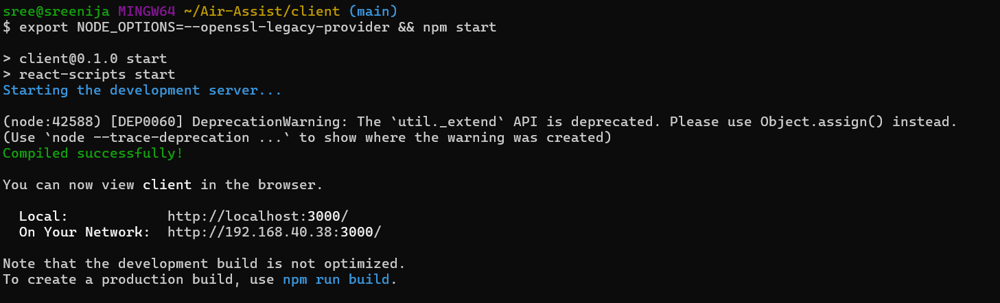 sree@sreenija MINGW64 ~/Air-Assist/client (main)
$ export NODE_OPTIONS=--openssl-legacy-provider && npm start
> client@0.1.0 start
> react-scripts start
Starting the development server...
(node:42588) [DEP0060] DeprecationWarning: The `util._extend` API is deprecated. Please use Object.assign() instead.
(Use `node --trace-deprecation ...` to show where the warning was created)
Compiled successfully!
You can now view client in the browser.
Local: http://localhost:3000/
On Your Network: http://192.168.40.38:3000/
Note that the development build is not optimized.
To create a production build, use npm run build.